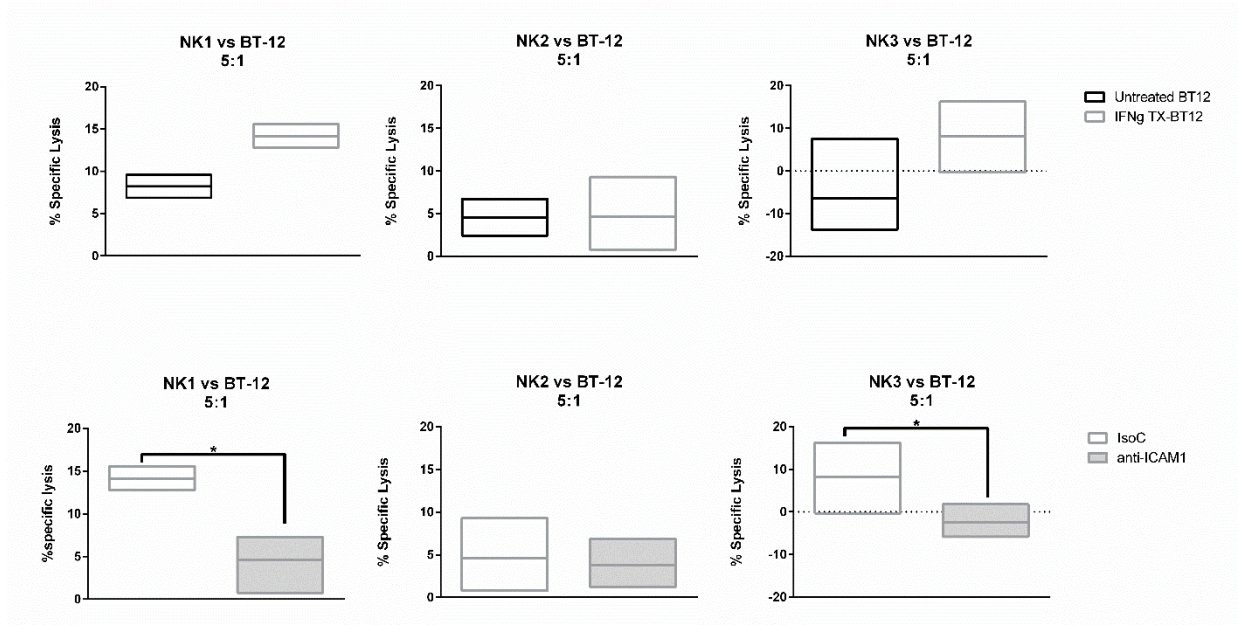 NK1 vs BT-12
5:1
% Specific Lysis
20
15
10
5
0
NK2 vs BT-12
5:1
% Specific Lysis
20
15
10
5
0
NK3 vs BT-12
5:1
% Specific Lysis
20
10
0
-10
-20
Untreated BT12
IFNg TX-BT12
NK1 vs BT-12
5:1
%specific lysis
20
15
10
5
0
*
NK2 vs BT-12
5:1
% Specific Lysis
20
15
10
5
0
NK3 vs BT-12
5:1
% Specific Lysis
20
10
0
-10
-20
*
IsoC
anti-ICAM1